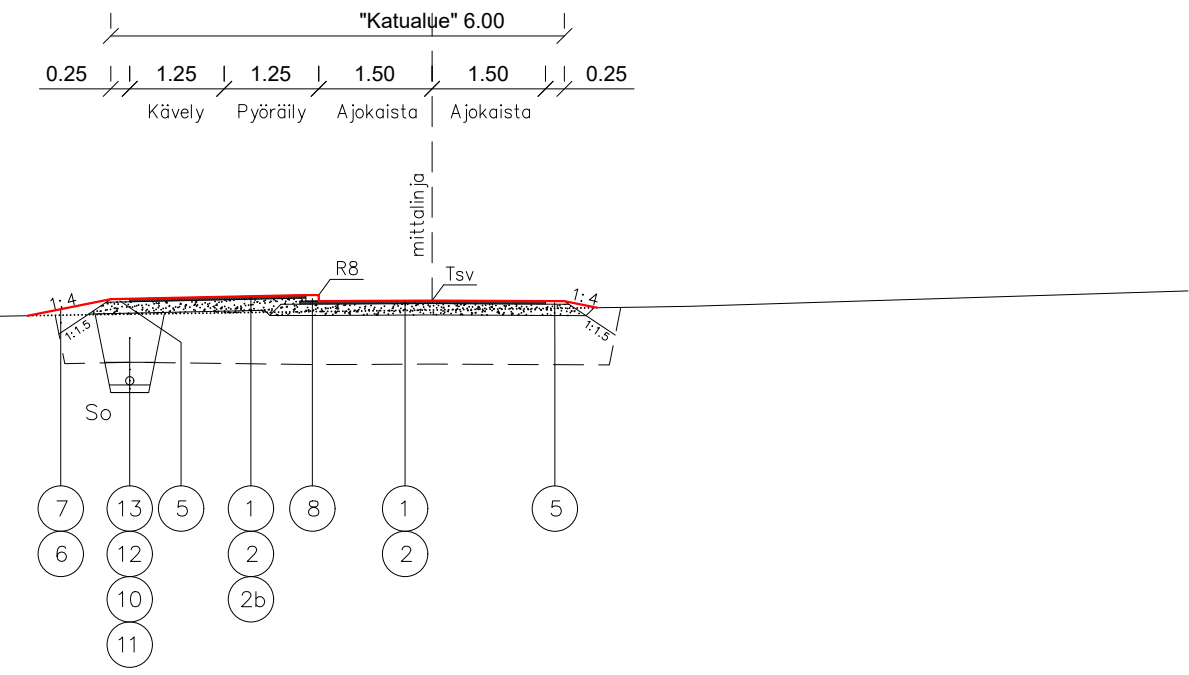 "Katualue" 6.00
0.25 1.25 1.25 1.50 1.50 0.25
Kävely Pyöräily Ajokaista Ajokaista
mittalinja
R8
Tsv
1:4
1:4
1:1.5
1:1.5
So
7 13 5 1 8 1 5
6 12 2 2
10 2b
11